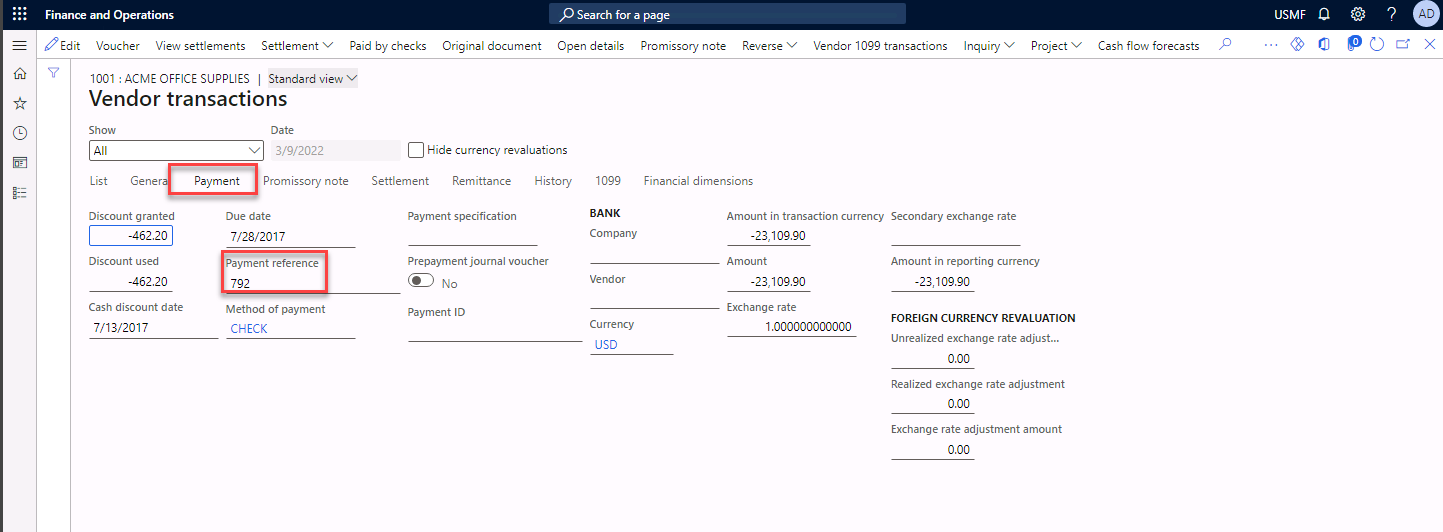 Finance and Operations
Search for a page
USMF
AD
Edit Voucher View settlements Settlement Paid by checks Original document Open details Promissory note Reverse Vendor 1099 transactions Inquiry Project Cash flow forecasts ... 0
1001 : ACME OFFICE SUPPLIES | Standard view
Vendor transactions
Show Date
All 3/9/2022 Hide currency revaluations
List Genera Payment Promissory note Settlement Remittance History 1099 Financial dimensions
Discount granted
-462.20
Discount used
-462.20
Cash discount date
7/13/2017
Due date
7/28/2017
Payment reference
792
Method of payment
CHECK
Payment specification
Prepayment journal voucher
No
Payment ID
BANK
Company
Vendor
Currency
USD
Amount in transaction currency
-23,109.90
Amount
-23,109.90
Exchange rate
1.000000000000
Secondary exchange rate
Amount in reporting currency
-23,109.90
FOREIGN CURRENCY REVALUATION
Unrealized exchange rate adjust...
0.00
Realized exchange rate adjustment
0.00
Exchange rate adjustment amount
0.00